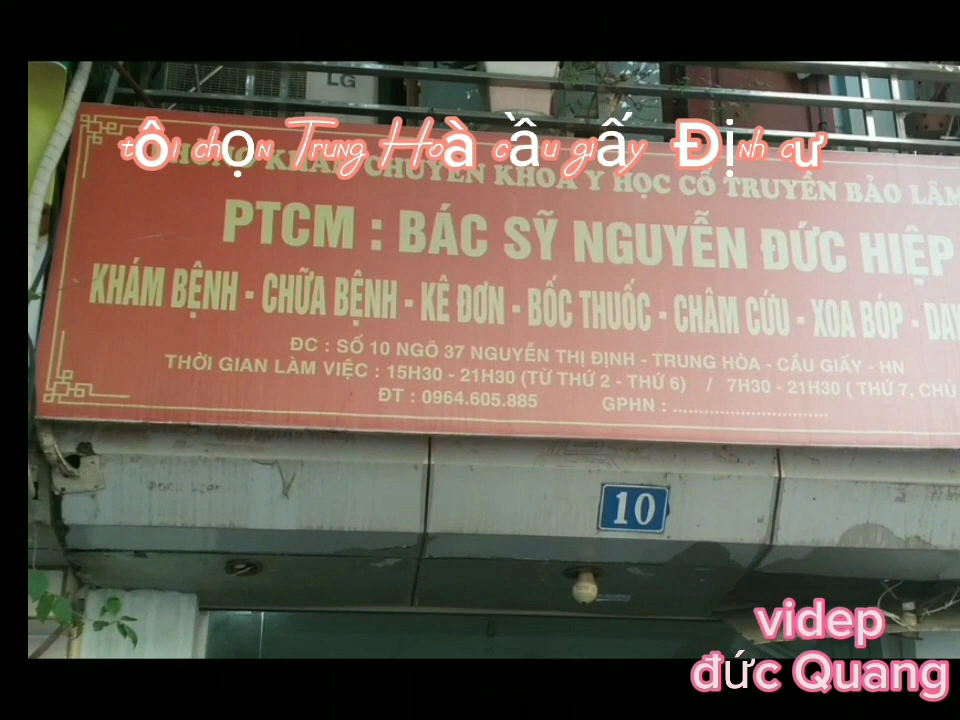 LG
tôi chọn Trung Hoà cầu giấy Định cư
KHÁM CHUYÊN KHOA Y HỌC CỔ TRUYỀN BẢO LÂM
PTCM : BÁC SỸ NGUYỄN ĐỨC HIỆP
KHÁM BỆNH - CHỮA BỆNH - KÊ ĐƠN - BỐC THUỐC - CHÂM CỨU - XOA BÓP - DAY
ĐC : SỐ 10 NGÕ 37 NGUYỄN THỊ ĐỊNH - TRUNG HÒA - CẦU GIẤY - HN
THỜI GIAN LÀM VIỆC : 15H30 - 21H30 (TỪ THỨ 2 - THỨ 6) / 7H30 - 21H30 ( THỨ 7, CHỦ
ĐT : 0964.605.885 GPHN : ................................
10
videp
đức Quang